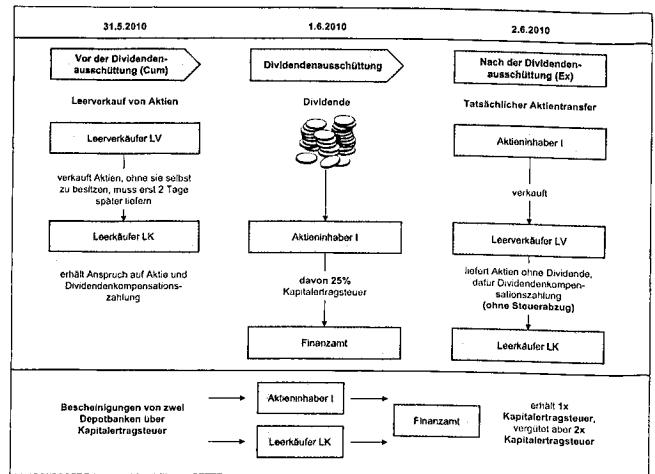 31.5.2010
1.6.2010
2.6.2010
Vor der Dividenden-
ausschüttung (Cum)
Dividendenausschüttung
Nach der Dividenden-
ausschüttung (Ex)
Leerverkauf von Aktien
Dividende
Tatsächlicher Aktientransfer
Leerverkäufer LV
Aktieninhaber I
verkauft Aktien, ohne sie selbst
zu besitzen, muss erst 2 Tage
später liefern
verkauft
Leerkäufer LK
Aktieninhaber I
Leerverkäufer LV
erhält Anspruch auf Aktie und
Dividendenkompensations-
zahlung
davon 25%
Kapitalertragsteuer
liefert Aktien ohne Dividende,
dafür Dividendenkompen-
sationszahlung
(ohne Steuerabzug)
Finanzamt
Leerkäufer LK
Bescheinigungen von zwei
Depotbanken über
Kapitalertragsteuer
Aktieninhaber I
Leerkäufer LK
Finanzamt
erhält 1x
Kapitalertragsteuer,
vergütet aber 2x
Kapitalertragsteuer